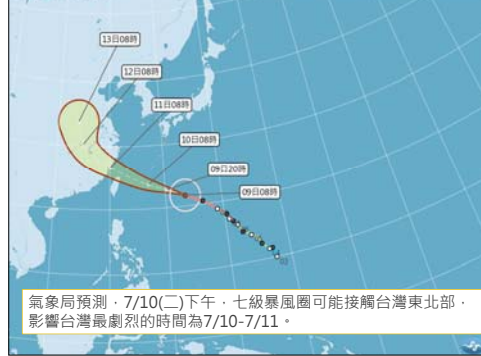 13日08時
12日08時
11日08時
10日08時
09日20時
09日08時
氣象局預測，7/10(二)下午，七級暴風圈可能接觸台灣東北部，
影響台灣最劇烈的時間為7/10-7/11。